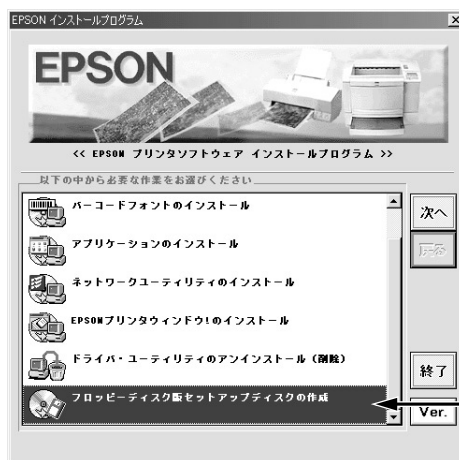 EPSON インストールプログラム
EPSON
<< EPSON プリンタソフトウェア インストールプログラム >>
以下の中から必要な作業をお選びください
バーコードフォントのインストール
アプリケーションのインストール
ネットワークユーティリティのインストール
EPSONプリンタウィンドウ!のインストール
ドライバ・ユーティリティのアンインストール（削除）
フロッピーディスク版セットアップディスクの作成
次へ
戻る
終了
Ver.